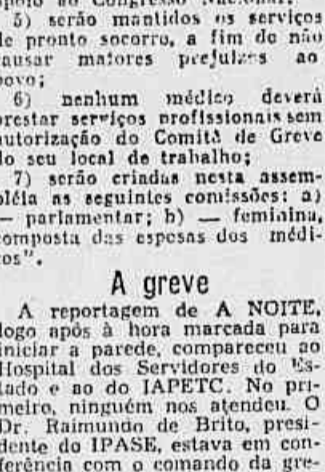 apoio ao Congresso Nacional;
5) serão mantidos os serviços
de pronto socorro, a fim de não
causar maiores prejuízos ao
povo;
6) nenhum médico deverá
prestar serviços profissionais sem
autorização do Comitê de Greve
do seu local de trabalho;
7) serão criadas nesta assem-
bléia as seguintes comissões: a)
— parlamentar; b) — feminina,
composta das esposas dos médi-
cos".
A greve
A reportagem de A NOITE,
logo após à hora marcada para
iniciar a parede, compareceu ao
Hospital dos Servidores do Es-
tado e ao do IAPETC. No pri-
meiro, ninguém nos atendeu. O
Dr. Raimundo de Brito, presi-
dente do IPASE, estava em con-
ferência com o comando da gre-